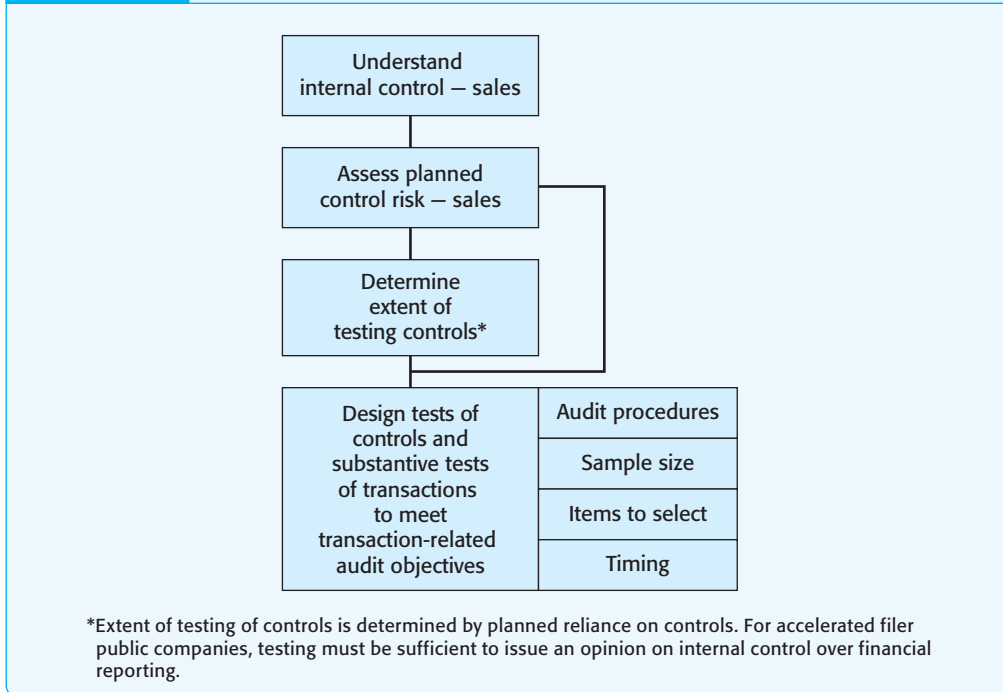 Understand
internal control — sales
Assess planned
control risk — sales
Determine
extent of
testing controls*
Design tests of
controls and
substantive tests
of transactions
to meet
transaction-related
audit objectives
Audit procedures
Sample size
Items to select
Timing
*Extent of testing of controls is determined by planned reliance on controls. For accelerated filer
public companies, testing must be sufficient to issue an opinion on internal control over financial
reporting.